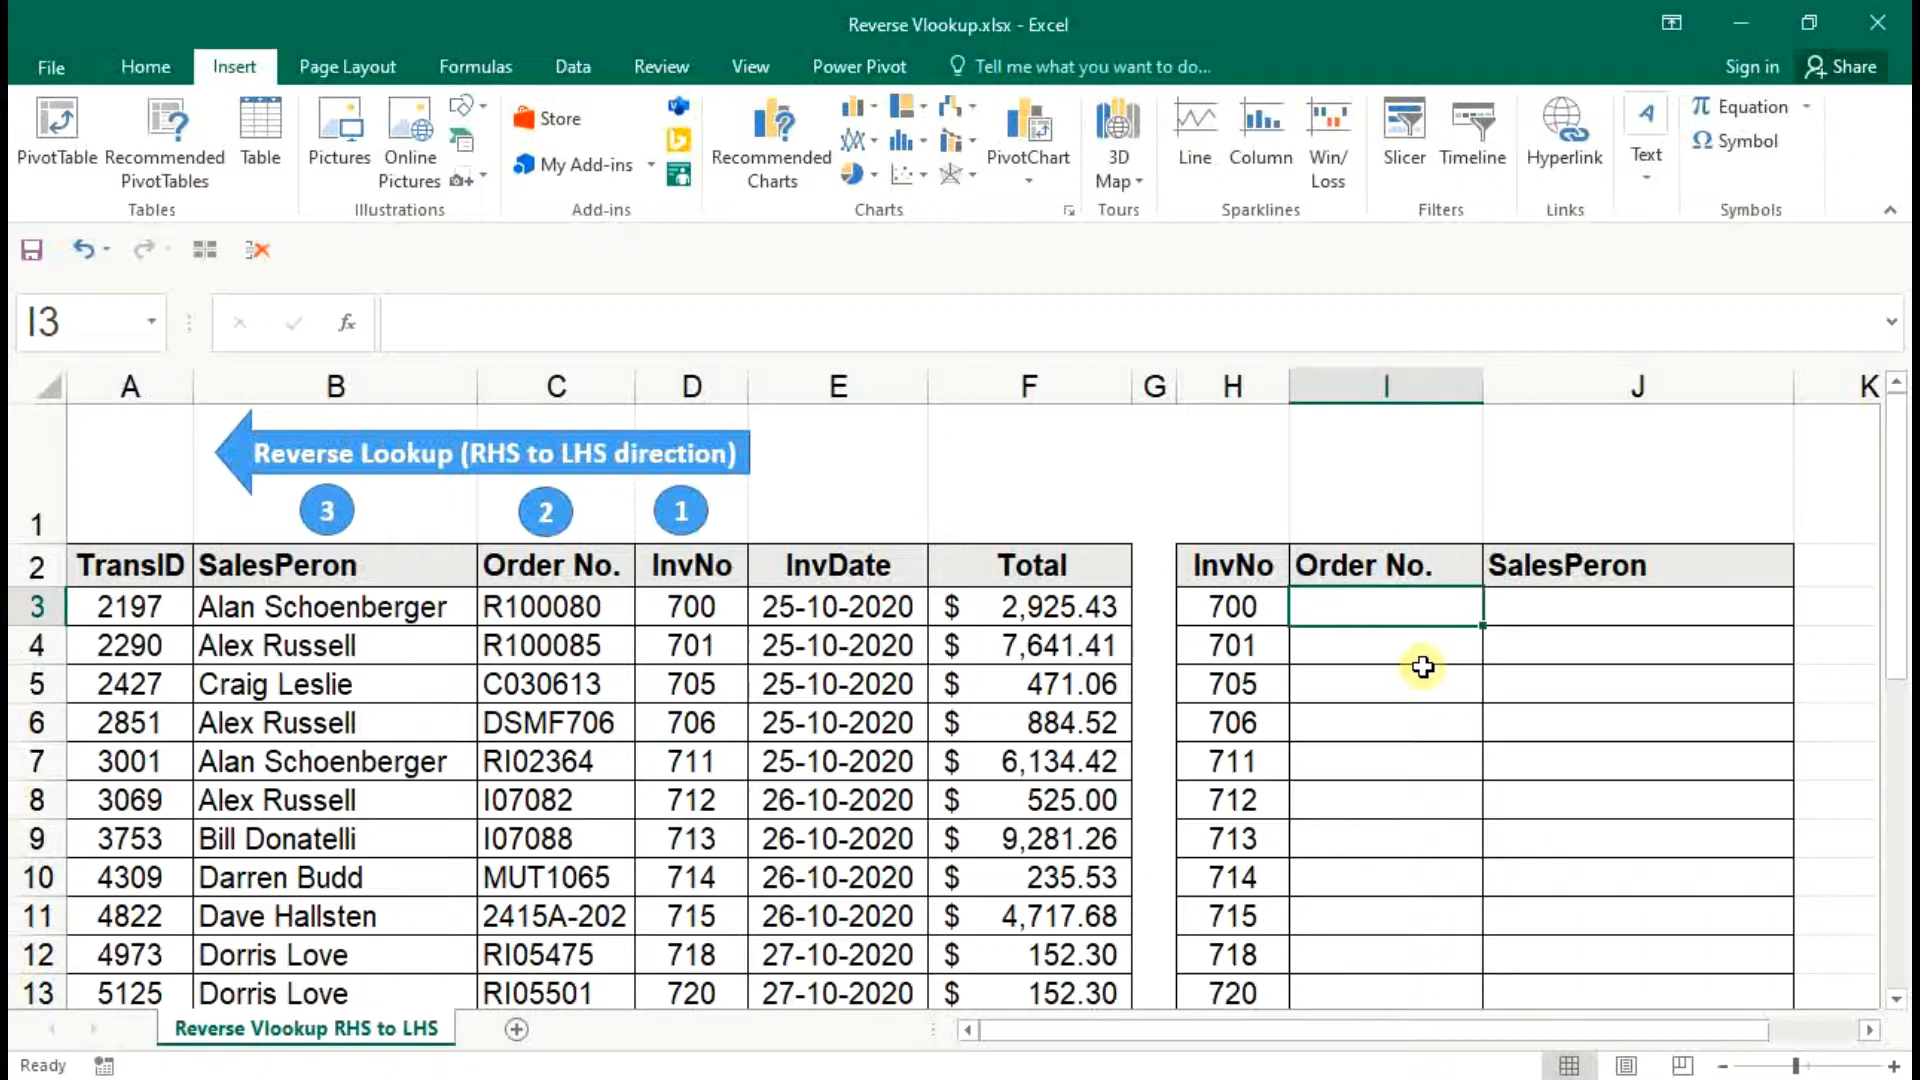 Reverse Vlookup.xlsx - Excel
File Home Insert Page Layout Formulas Data Review View Power Pivot Tell me what you want to do... Sign in Share
PivotTable Recommended PivotTables Table Pictures Online Pictures Store My Add-ins Recommended Charts PivotChart 3D Map Line Column Win/Loss Slicer Timeline Hyperlink Text π Equation Ω Symbol
Tables Illustrations Add-ins Charts Tours Sparklines Filters Links Symbols
I3 fx
A B C D E F G H I J K
Reverse Lookup (RHS to LHS direction)
1 3 2 1
2 TransID SalesPeron Order No. InvNo InvDate Total InvNo Order No. SalesPeron
3 2197 Alan Schoenberger R100080 700 25-10-2020 $ 2,925.43 700
4 2290 Alex Russell R100085 701 25-10-2020 $ 7,641.41 701
5 2427 Craig Leslie C030613 705 25-10-2020 $ 471.06 705
6 2851 Alex Russell DSMF706 706 25-10-2020 $ 884.52 706
7 3001 Alan Schoenberger RI02364 711 25-10-2020 $ 6,134.42 711
8 3069 Alex Russell I07082 712 26-10-2020 $ 525.00 712
9 3753 Bill Donatelli I07088 713 26-10-2020 $ 9,281.26 713
10 4309 Darren Budd MUT1065 714 26-10-2020 $ 235.53 714
11 4822 Dave Hallsten 2415A-202 715 26-10-2020 $ 4,717.68 715
12 4973 Dorris Love RI05475 718 27-10-2020 $ 152.30 718
13 5125 Dorris Love RI05501 720 27-10-2020 $ 152.30 720
Reverse Vlookup RHS to LHS
Ready